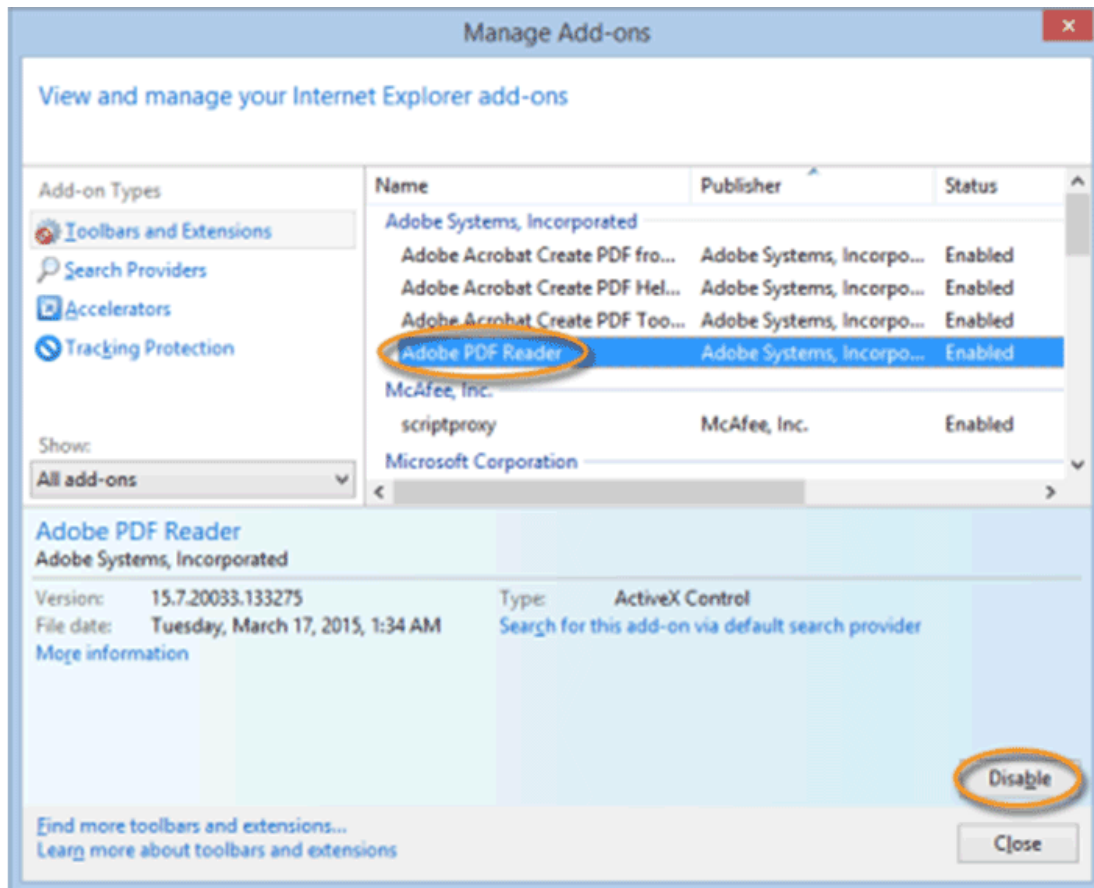 Manage Add-ons
View and manage your Internet Explorer add-ons
Add-on Types
Toolbars and Extensions
Search Providers
Accelerators
Tracking Protection
Show:
All add-ons
Name Publisher Status
Adobe Systems, Incorporated
Adobe Acrobat Create PDF fro... Adobe Systems, Incorpo... Enabled
Adobe Acrobat Create PDF Hel... Adobe Systems, Incorpo... Enabled
Adobe Acrobat Create PDF Too... Adobe Systems, Incorpo... Enabled
Adobe PDF Reader Adobe Systems, Incorpo... Enabled
McAfee, Inc.
scriptproxy McAfee, Inc. Enabled
Microsoft Corporation
Adobe PDF Reader
Adobe Systems, Incorporated
Version: 15.7.20033.133275 Type: ActiveX Control
File date: Tuesday, March 17, 2015, 1:34 AM Search for this add-on via default search provider
More information
Disable
Find more toolbars and extensions...
Learn more about toolbars and extensions
Close